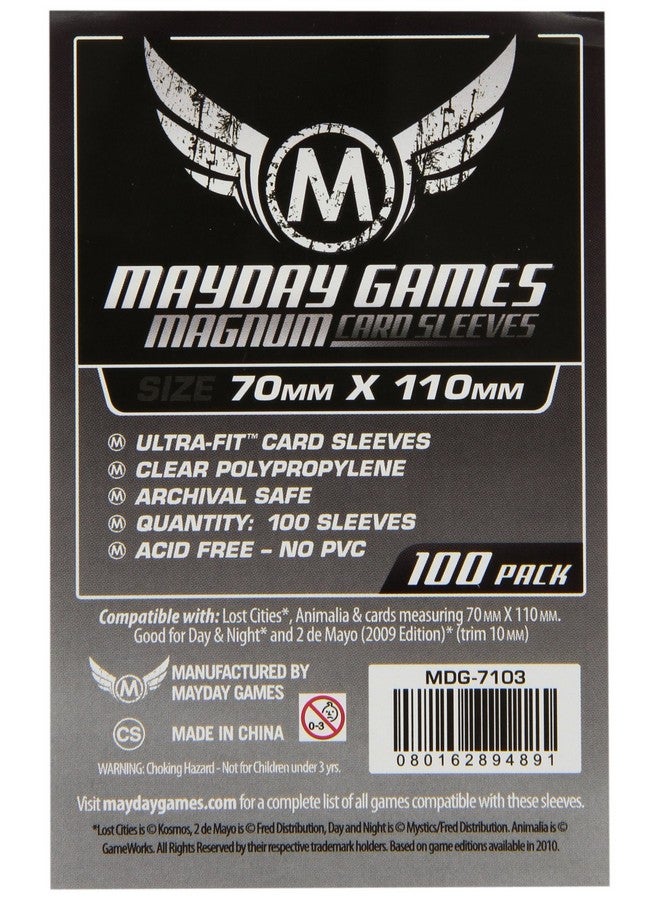 M
MAYDAY GAMES
MAGNUM CARD SLEEVES
SIZE 70MM X 110MM
M ULTRA-FIT™ CARD SLEEVES
M CLEAR POLYPROPYLENE
M ARCHIVAL SAFE
M QUANTITY: 100 SLEEVES
M ACID FREE – NO PVC
100 PACK
Compatible with: Lost Cities*, Animalia & cards measuring 70 MM X 110 MM.
Good for Day & Night* and 2 de Mayo (2009 Edition)* (trim 10 MM)
M
MANUFACTURED BY
MAYDAY GAMES
CS
MADE IN CHINA
0-3
WARNING: Choking Hazard - Not for Children under 3 yrs.
MDG-7103
080162894891
Visit maydaygames.com for a complete list of all games compatible with these sleeves.
*Lost Cities is © Kosmos, 2 de Mayo is © Fred Distribution, Day and Night is © Mystics/Fred Distribution. Animalia is ©
GameWorks. All Rights Reserved by their respective trademark holders. Based on game editions available in 2010.